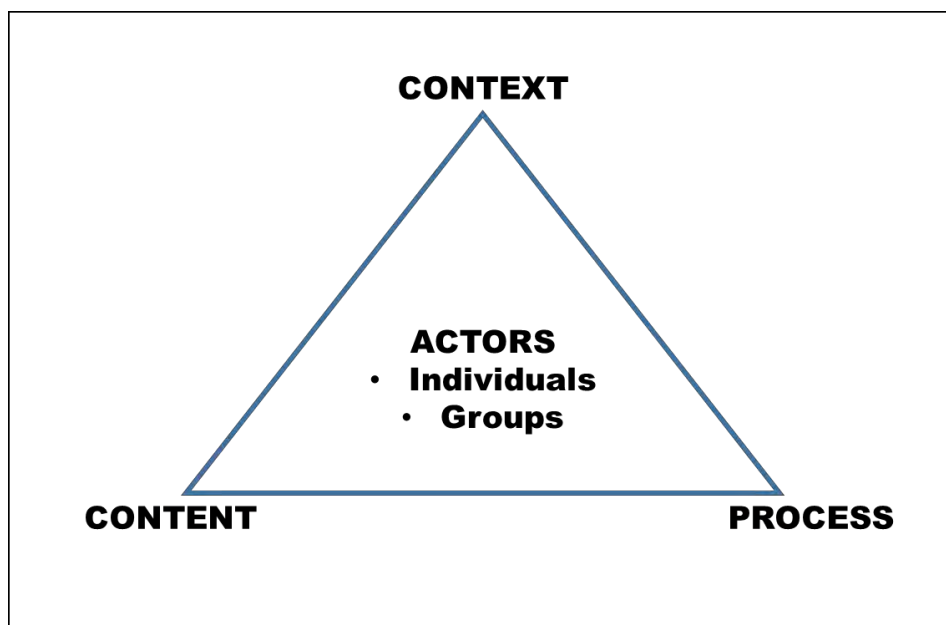 CONTEXT
ACTORS
• Individuals
• Groups
CONTENT
PROCESS